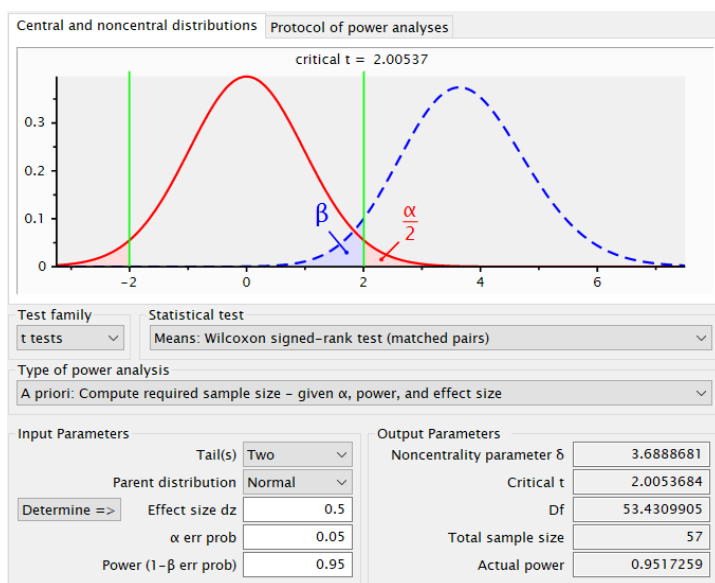 Central and noncentral distributions Protocol of power analyses
critical t = 2.00537
0.3
0.2
0.1
0
β
α
2
-2 0 2 4 6
Test family Statistical test
t tests Means: Wilcoxon signed-rank test (matched pairs)
Type of power analysis
A priori: Compute required sample size – given α, power, and effect size
Input Parameters Output Parameters
Tail(s) Two Noncentrality parameter δ 3.6888681
Parent distribution Normal Critical t 2.0053684
Determine => Effect size dz 0.5 Df 53.4309905
α err prob 0.05 Total sample size 57
Power (1-β err prob) 0.95 Actual power 0.9517259